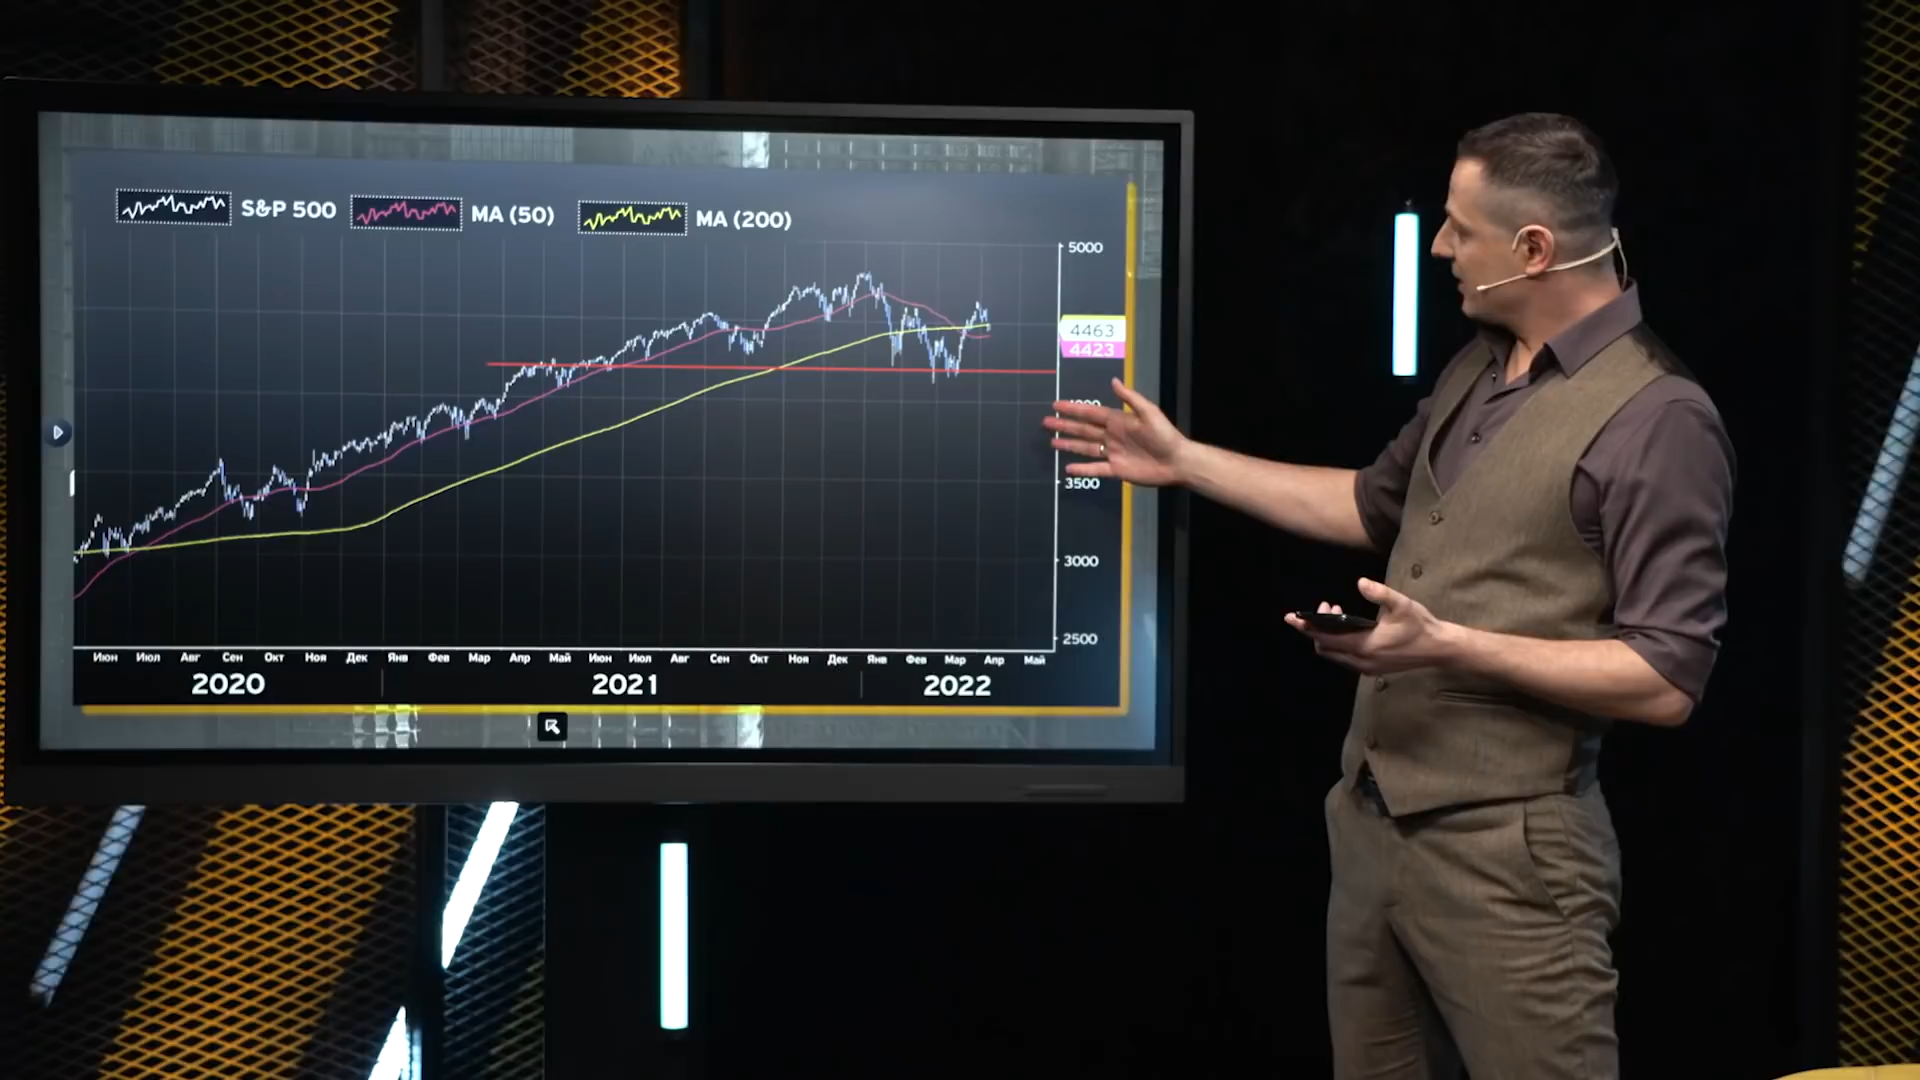 S&P 500 MA (50) MA (200)
5000
4463
4423
4000
3500
3000
2500
Июн Июл Авг Сен Окт Ноя Дек Янв Фев Мар Апр Май Июн Июл Авг Сен Окт Ноя Дек Янв Фев Мар Апр Май
2020 2021 2022